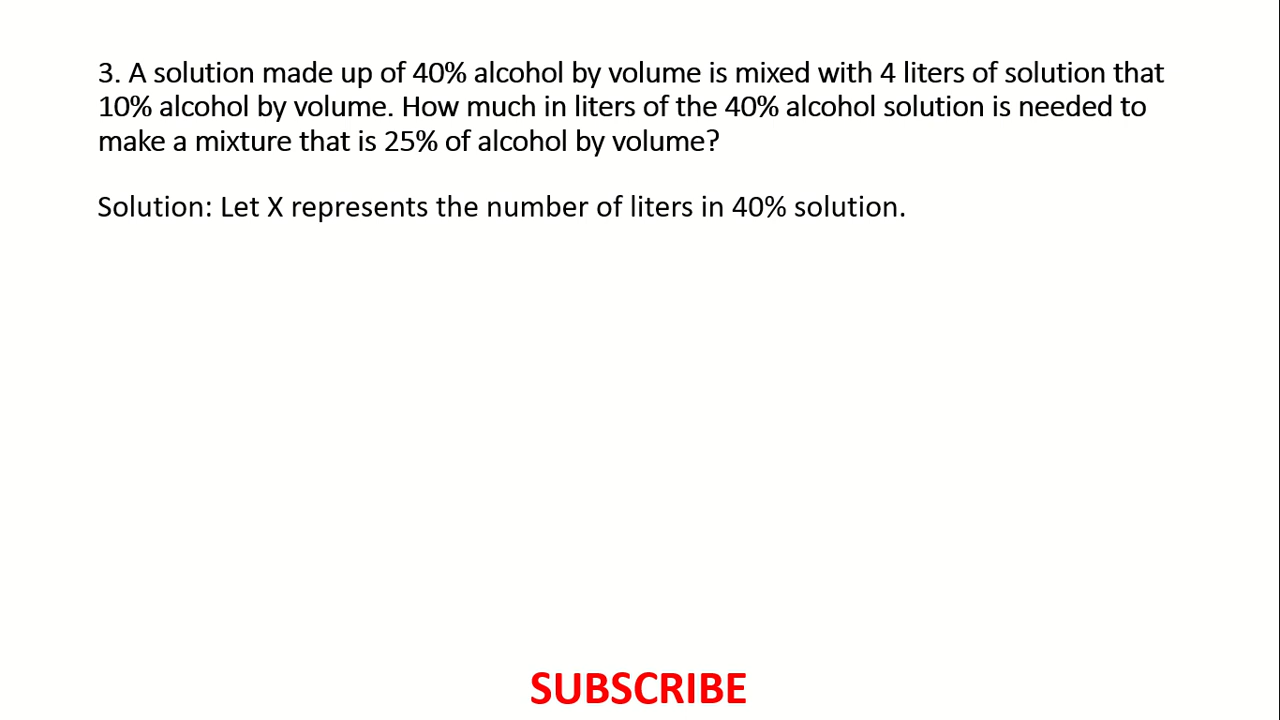 3. A solution made up of 40% alcohol by volume is mixed with 4 liters of solution that
10% alcohol by volume. How much in liters of the 40% alcohol solution is needed to
make a mixture that is 25% of alcohol by volume?
Solution: Let X represents the number of liters in 40% solution.
SUBSCRIBE